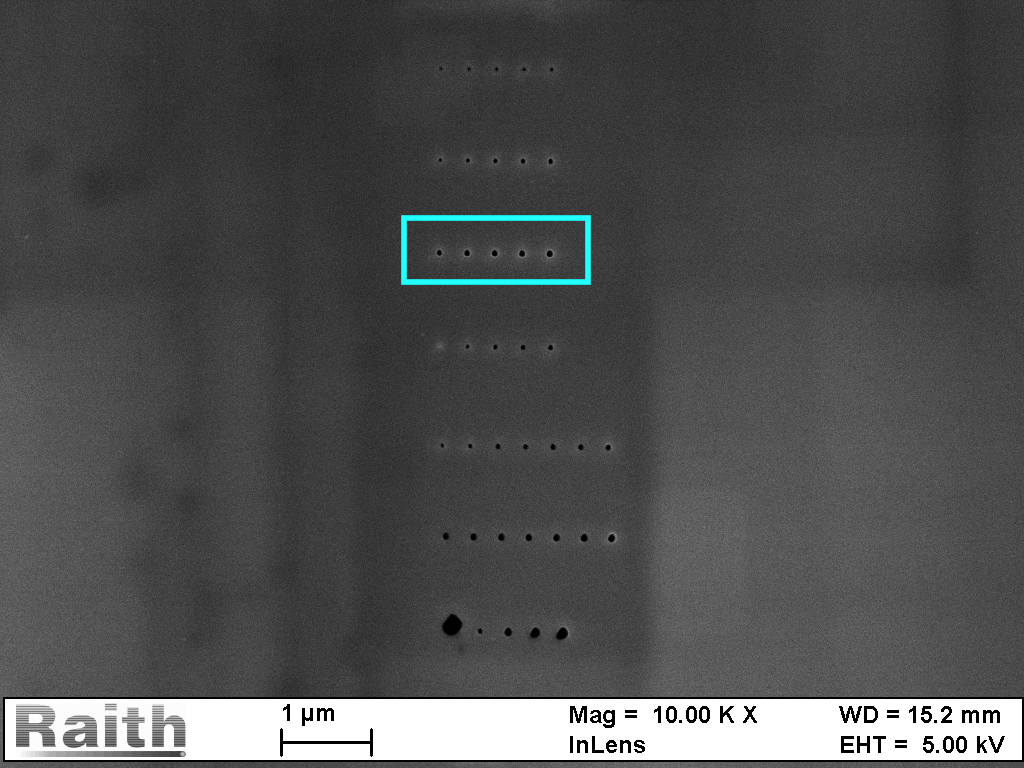 Raith
1 µm
Mag = 10.00 K X
InLens
WD = 15.2 mm
EHT = 5.00 kV